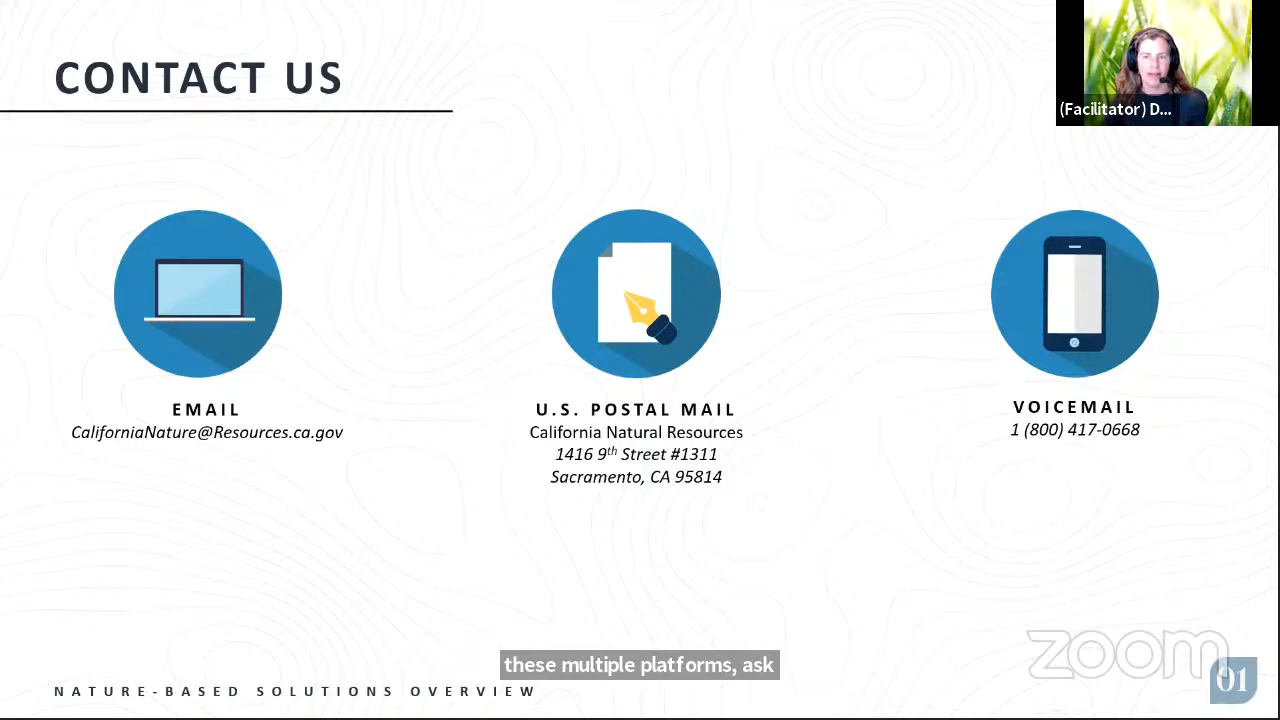 CONTACT US
(Facilitator) D...
EMAIL
CaliforniaNature@Resources.ca.gov
U.S. POSTAL MAIL
California Natural Resources
1416 9th Street #1311
Sacramento, CA 95814
VOICEMAIL
1 (800) 417-0668
these multiple platforms, ask
NATURE-BASED SOLUTIONS OVERVIEW
zoom
01